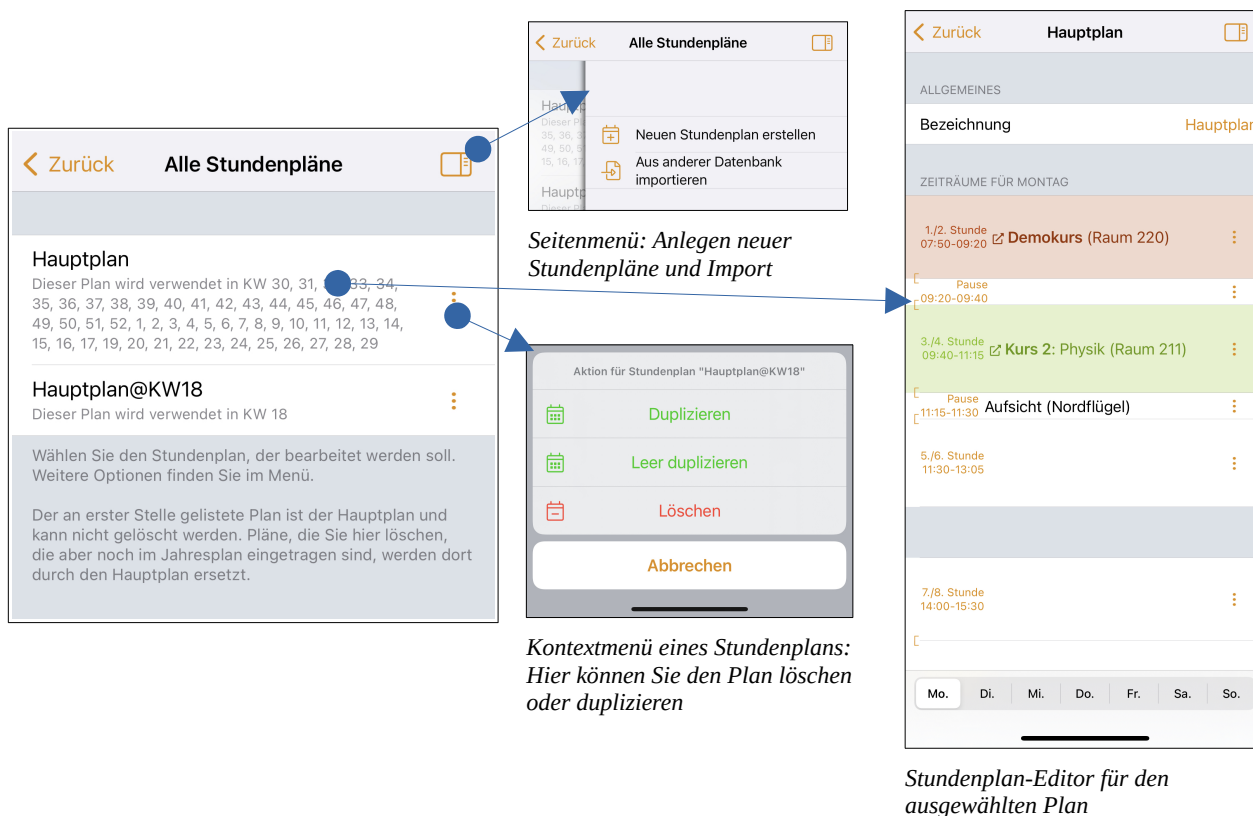 Zurück
Alle Stundenpläne
Hauptplan
Dieser Plan wird verwendet in KW 30, 31, 33, 34,
35, 36, 37, 38, 39, 40, 41, 42, 43, 44, 45, 46, 47, 48,
49, 50, 51, 52, 1, 2, 3, 4, 5, 6, 7, 8, 9, 10, 11, 12, 13, 14,
15, 16, 17, 19, 20, 21, 22, 23, 24, 25, 26, 27, 28, 29
Hauptplan@KW18
Dieser Plan wird verwendet in KW 18
Wählen Sie den Stundenplan, der bearbeitet werden soll.
Weitere Optionen finden Sie im Menü.
Der an erster Stelle gelistete Plan ist der Hauptplan und
kann nicht gelöscht werden. Pläne, die Sie hier löschen,
die aber noch im Jahresplan eingetragen sind, werden dort
durch den Hauptplan ersetzt.
Zurück
Alle Stundenpläne
Neuen Stundenplan erstellen
Aus anderer Datenbank
importieren
Seitenmenü: Anlegen neuer
Stundenpläne und Import
Aktion für Stundenplan "Hauptplan@KW18"
Duplizieren
Leer duplizieren
Löschen
Abbrechen
Kontextmenü eines Stundenplans:
Hier können Sie den Plan löschen
oder duplizieren
Zurück
Hauptplan
ALLGEMEINES
Bezeichnung
Hauptplan
ZEITRÄUME FÜR MONTAG
1./2. Stunde
07:50-09:20
Demokurs (Raum 220)
Pause
09:20-09:40
3./4. Stunde
09:40-11:15
Kurs 2: Physik (Raum 211)
Pause
11:15-11:30
Aufsicht (Nordflügel)
5./6. Stunde
11:30-13:05
7./8. Stunde
14:00-15:30
Mo. Di. Mi. Do. Fr. Sa. So.
Stundenplan-Editor für den
ausgewählten Plan